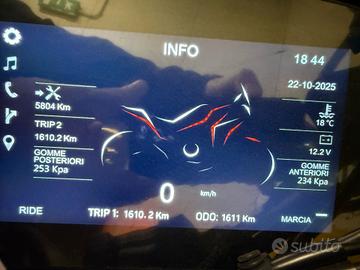 INFO
18 44
22-10-2025
5804 Km
TRIP 2
1610.2 Km
GOMME
POSTERIORI
253 Kpa
18 °C
12.2 V
GOMME
ANTERIORI
234 Kpa
0
km/h
RIDE
TRIP 1: 1610.2 Km
ODO: 1611 Km
MARCIA
subito